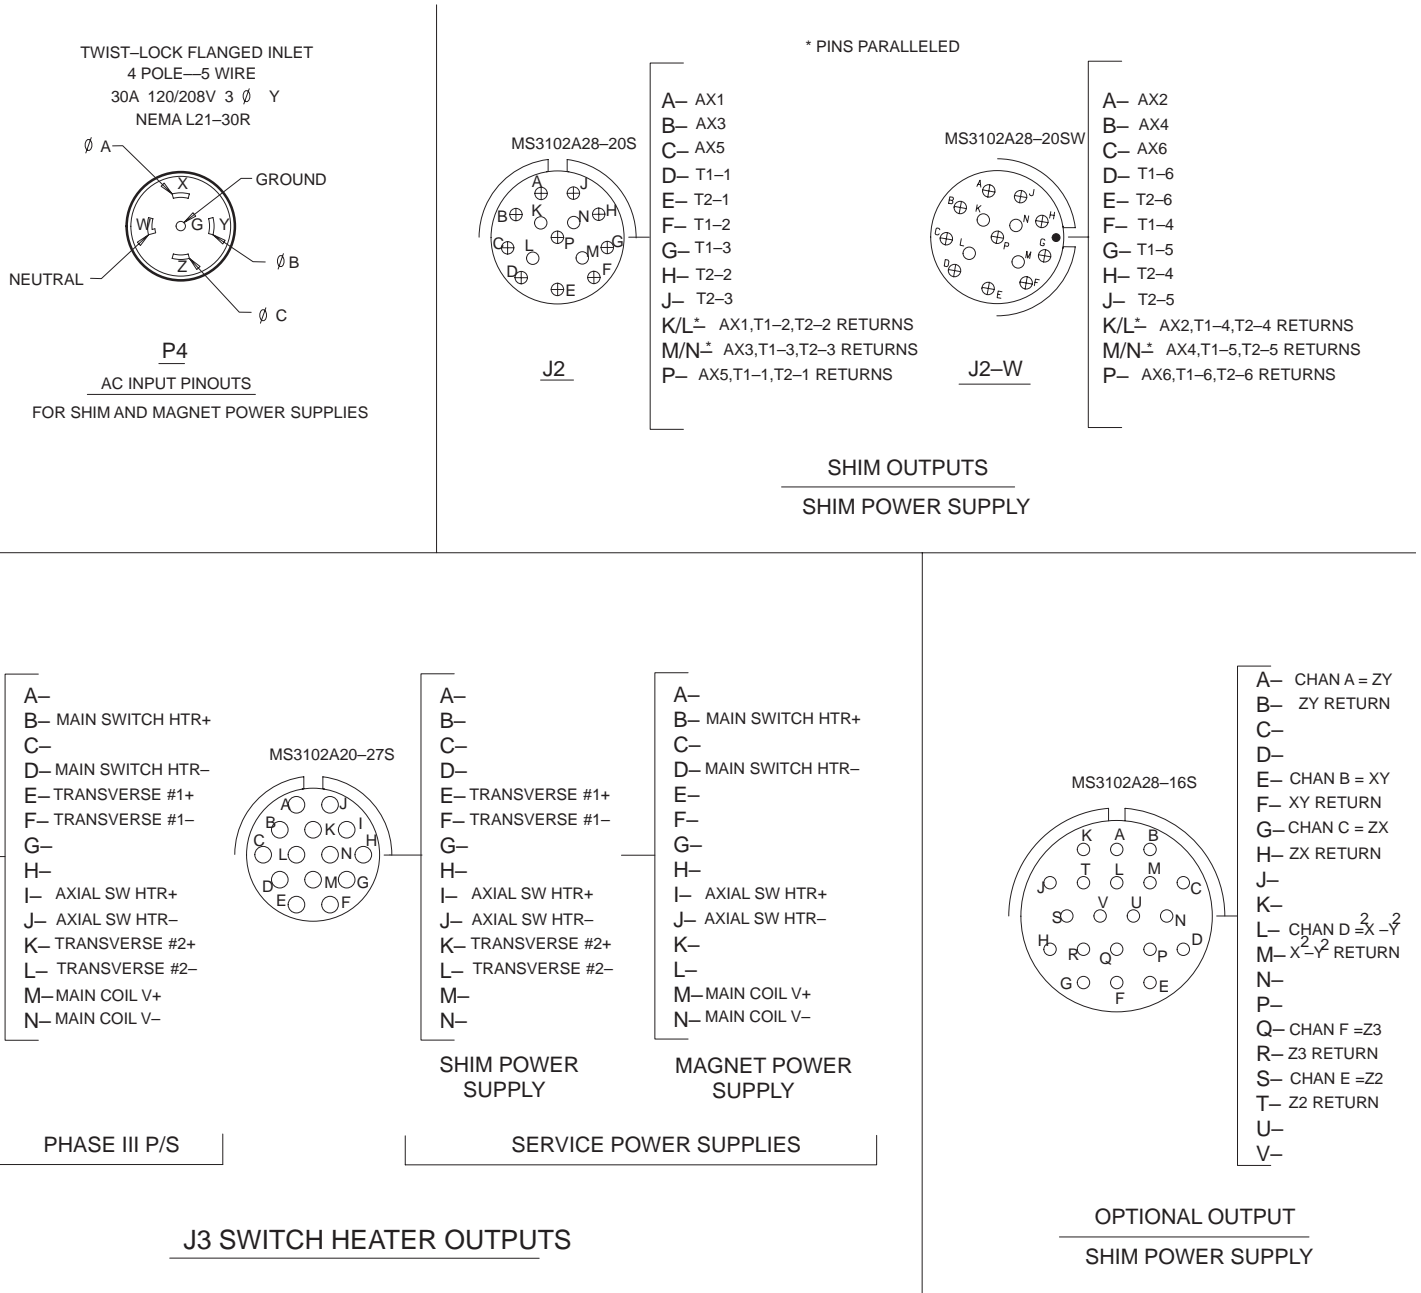 TWIST–LOCK FLANGED INLET
4 POLE—5 WIRE
30A 120/208V 3 Ø Y
NEMA L21–30R
Ø A
X
GROUND
W
G
Y
Z
NEUTRAL
Ø B
Ø C
P4
AC INPUT PINOUTS
FOR SHIM AND MAGNET POWER SUPPLIES
* PINS PARALLELED
MS3102A28–20S
A J
B K N H
C L P M G
D F
E
J2
A– AX1
B– AX3
C– AX5
D– T1–1
E– T2–1
F– T1–2
G– T1–3
H– T2–2
J– T2–3
K/L–* AX1,T1–2,T2–2 RETURNS
M/N–* AX3,T1–3,T2–3 RETURNS
P– AX5,T1–1,T2–1 RETURNS
MS3102A28–20SW
A J
B K N H
C L P M G
D F
E
J2–W
A– AX2
B– AX4
C– AX6
D– T1–6
E– T2–6
F– T1–4
G– T1–5
H– T2–4
J– T2–5
K/L–* AX2,T1–4,T2–4 RETURNS
M/N–* AX4,T1–5,T2–5 RETURNS
P– AX6,T1–6,T2–6 RETURNS
SHIM OUTPUTS
SHIM POWER SUPPLY
A–
B– MAIN SWITCH HTR+
C–
D– MAIN SWITCH HTR–
E– TRANSVERSE #1+
F– TRANSVERSE #1–
G–
H–
I– AXIAL SW HTR+
J– AXIAL SW HTR–
K– TRANSVERSE #2+
L– TRANSVERSE #2–
M– MAIN COIL V+
N– MAIN COIL V–
PHASE III P/S
MS3102A20–27S
A J
B K I
C L N H
D M G
E F
A–
B–
C–
D–
E– TRANSVERSE #1+
F– TRANSVERSE #1–
G–
H–
I– AXIAL SW HTR+
J– AXIAL SW HTR–
K– TRANSVERSE #2+
L– TRANSVERSE #2–
M–
N–
SHIM POWER
SUPPLY
A–
B– MAIN SWITCH HTR+
C–
D– MAIN SWITCH HTR–
E–
F–
G–
H–
I– AXIAL SW HTR+
J– AXIAL SW HTR–
K–
L–
M– MAIN COIL V+
N– MAIN COIL V–
MAGNET POWER
SUPPLY
SERVICE POWER SUPPLIES
J3 SWITCH HEATER OUTPUTS
MS3102A28–16S
K A B
J T L M C
S V U N
H R Q P D
G F E
A– CHAN A = ZY
B– ZY RETURN
C–
D–
E– CHAN B = XY
F– XY RETURN
G– CHAN C = ZX
H– ZX RETURN
J–
K–
L– CHAN D =X²–Y²
M– X²–Y² RETURN
N–
P–
Q– CHAN F =Z3
R– Z3 RETURN
S– CHAN E =Z2
T– Z2 RETURN
U–
V–
OPTIONAL OUTPUT
SHIM POWER SUPPLY